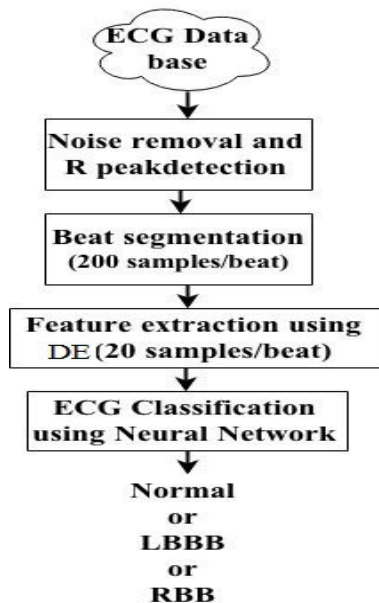 ECG Data
base
Noise removal and
R peakdetection
Beat segmentation
(200 samples/beat)
Feature extraction using
DE (20 samples/beat)
ECG Classification
using Neural Network
Normal
or
LBBB
or
RBB